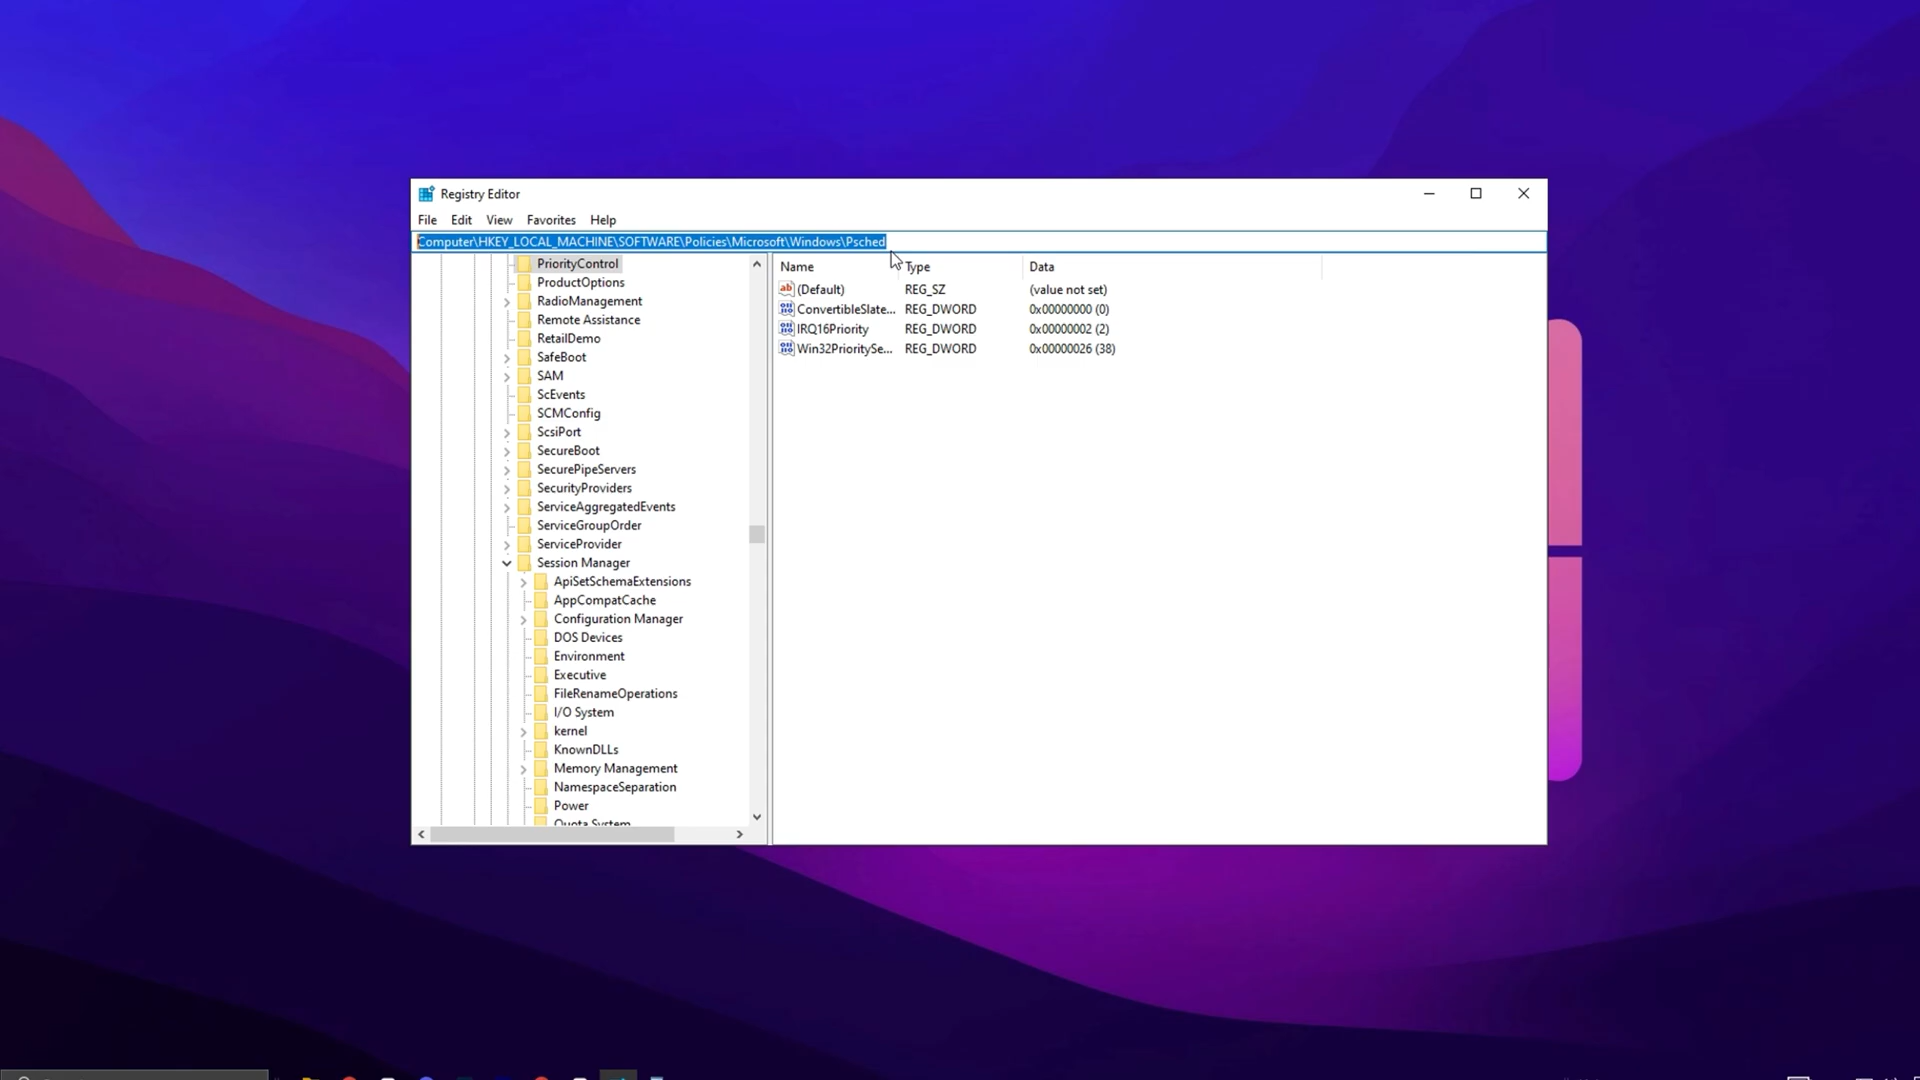 Registry Editor
File Edit View Favorites Help
Computer\HKEY_LOCAL_MACHINE\SOFTWARE\Policies\Microsoft\Windows\Psched
PriorityControl
ProductOptions
RadioManagement
Remote Assistance
RetailDemo
SafeBoot
SAM
ScEvents
SCMConfig
ScsiPort
SecureBoot
SecurePipeServers
SecurityProviders
ServiceAggregatedEvents
ServiceGroupOrder
ServiceProvider
Session Manager
ApiSetSchemaExtensions
AppCompatCache
Configuration Manager
DOS Devices
Environment
Executive
FileRenameOperations
I/O System
kernel
KnownDLLs
Memory Management
NamespaceSeparation
Power
Quota System
Name Type Data
(Default) REG_SZ (value not set)
ConvertibleSlate... REG_DWORD 0x00000000 (0)
IRQ16Priority REG_DWORD 0x00000002 (2)
Win32PrioritySe... REG_DWORD 0x00000026 (38)